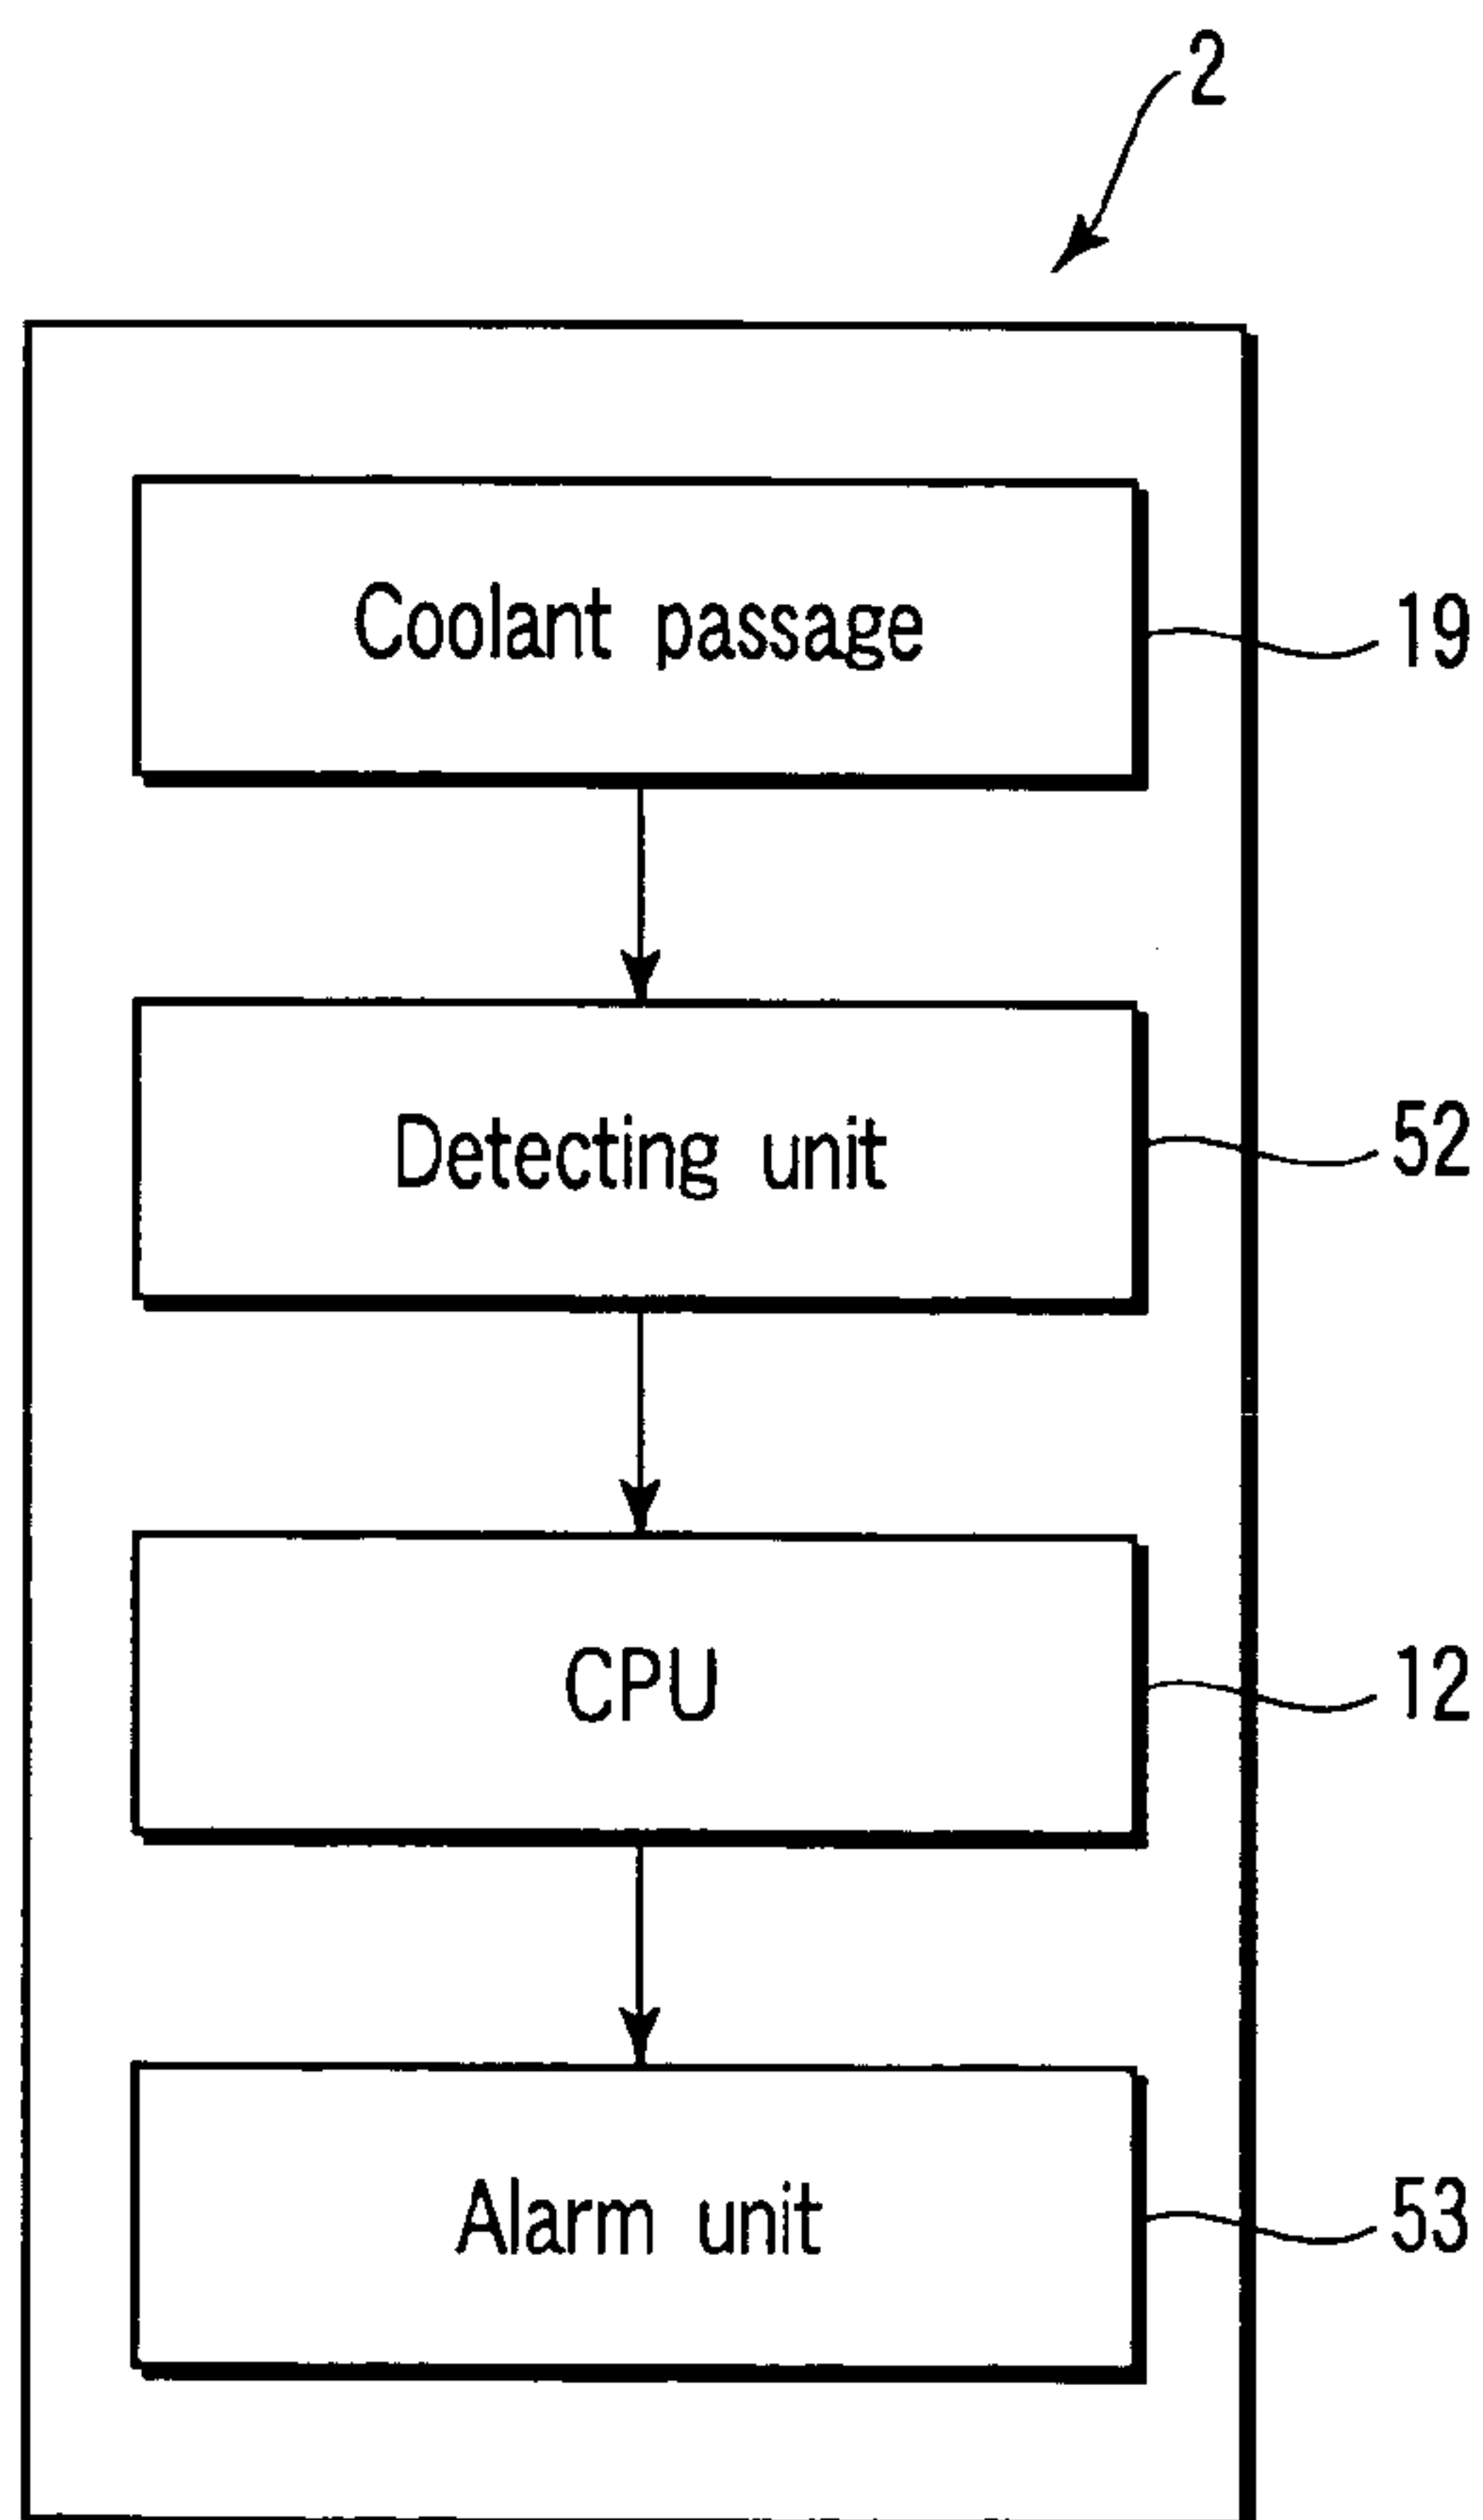 2
Coolant passage
19
Detecting unit
52
CPU
12
Alarm unit
53